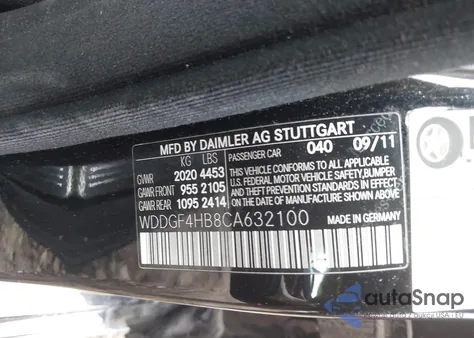 MFD BY DAIMLER AG STUTTGART
KG LBS PASSENGER CAR 040 09/11
GVWR 2020 4453 THIS VEHICLE CONFORMS TO ALL APPLICABLE
GAWR FRONT 955 2105 U.S. FEDERAL MOTOR VEHICLE SAFETY, BUMPER,
GAWR REAR 1095 2414 AND THEFT PREVENTION STANDARDS IN EFFECT
ON THE DATE OF MANUFACTURE SHOWN ABOVE
WDDGF4HB8CA632100
MADE IN GERMANY
autoSnap